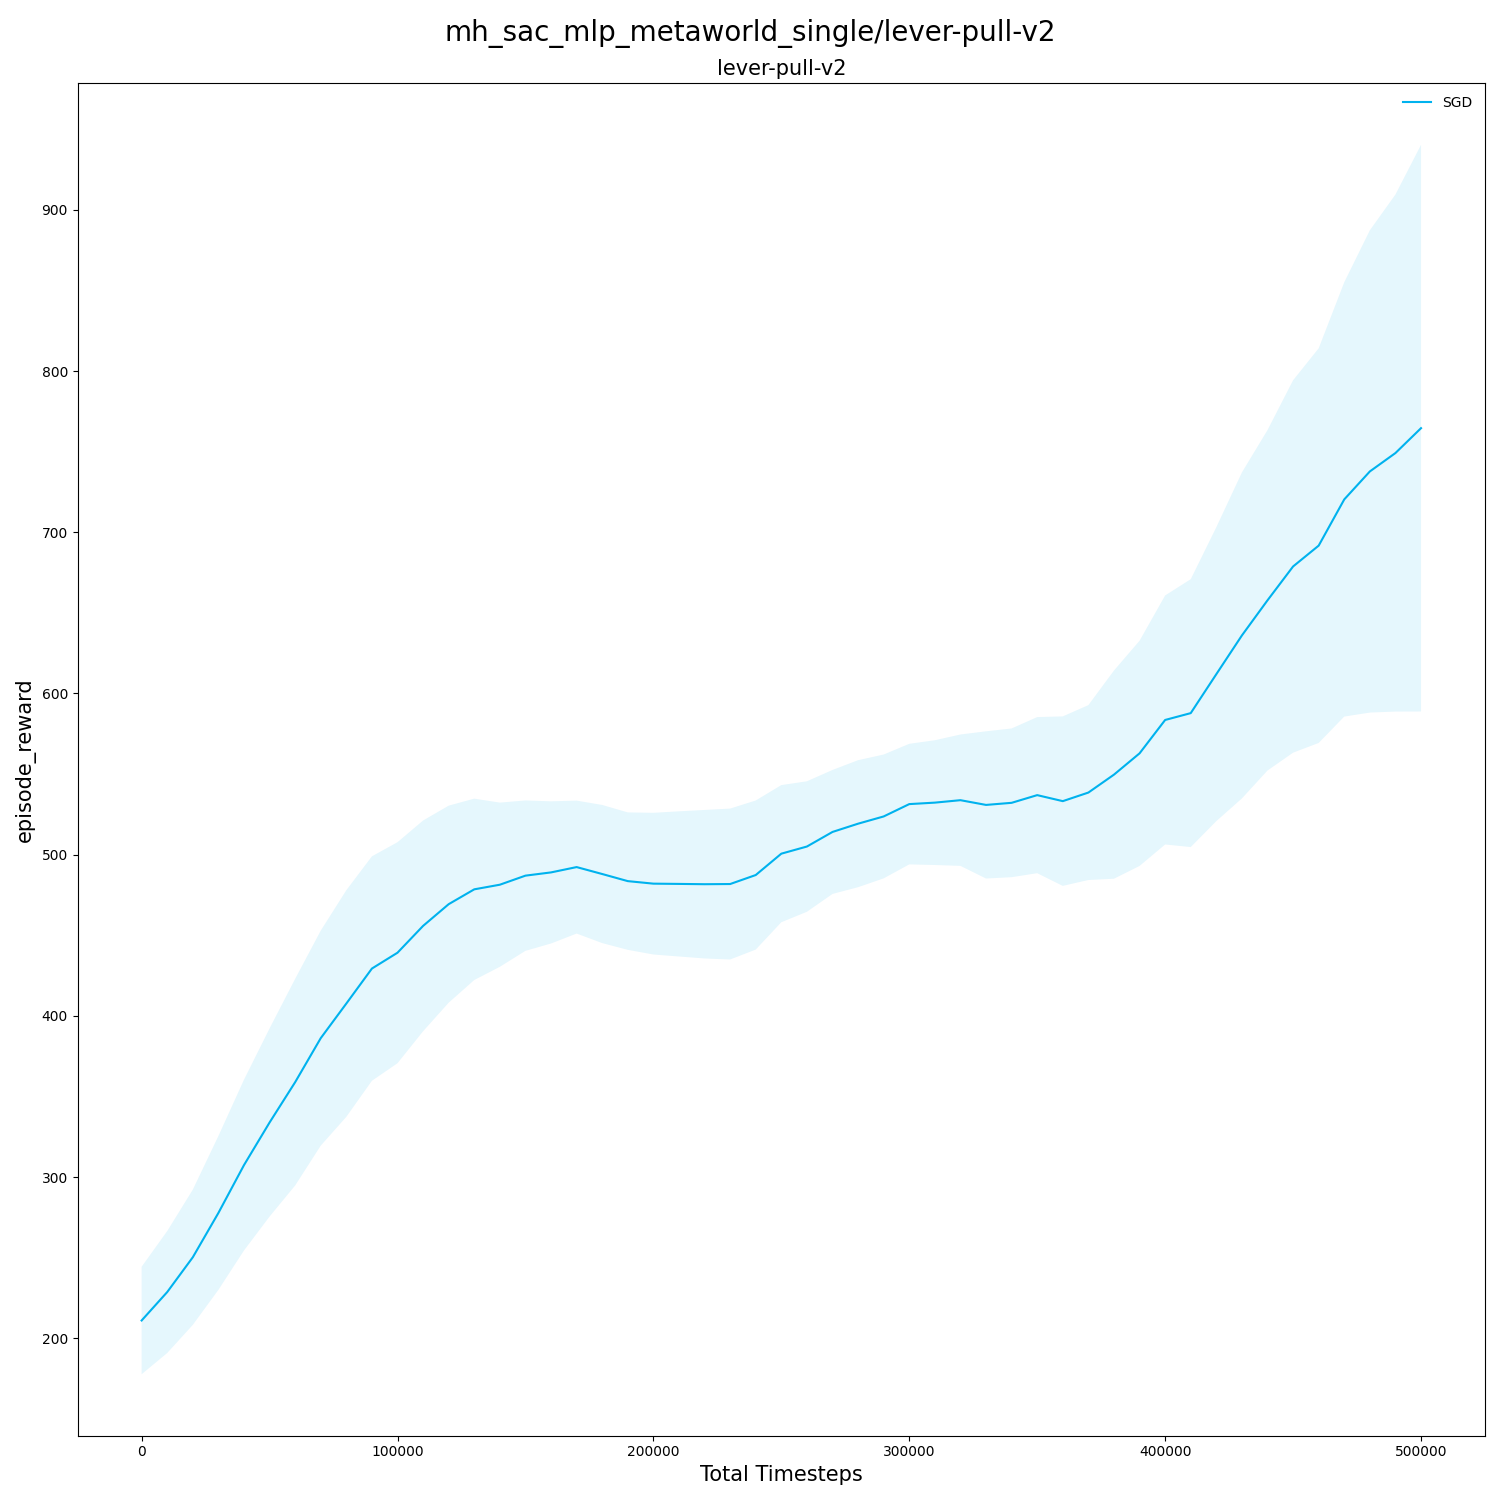 mh_sac_mlp_metaworld_single/lever-pull-v2
lever-pull-v2
SGD
900
800
700
600
500
400
300
200
episode_reward
0 100000 200000 300000 400000 500000
Total Timesteps